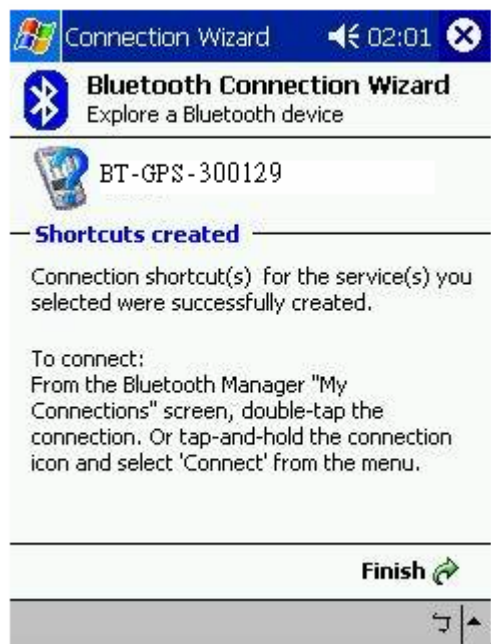 Connection Wizard 02:01
Bluetooth Connection Wizard
Explore a Bluetooth device
BT-GPS-300129
Shortcuts created
Connection shortcut(s) for the service(s) you
selected were successfully created.
To connect:
From the Bluetooth Manager "My
Connections" screen, double-tap the
connection. Or tap-and-hold the connection
icon and select 'Connect' from the menu.
Finish